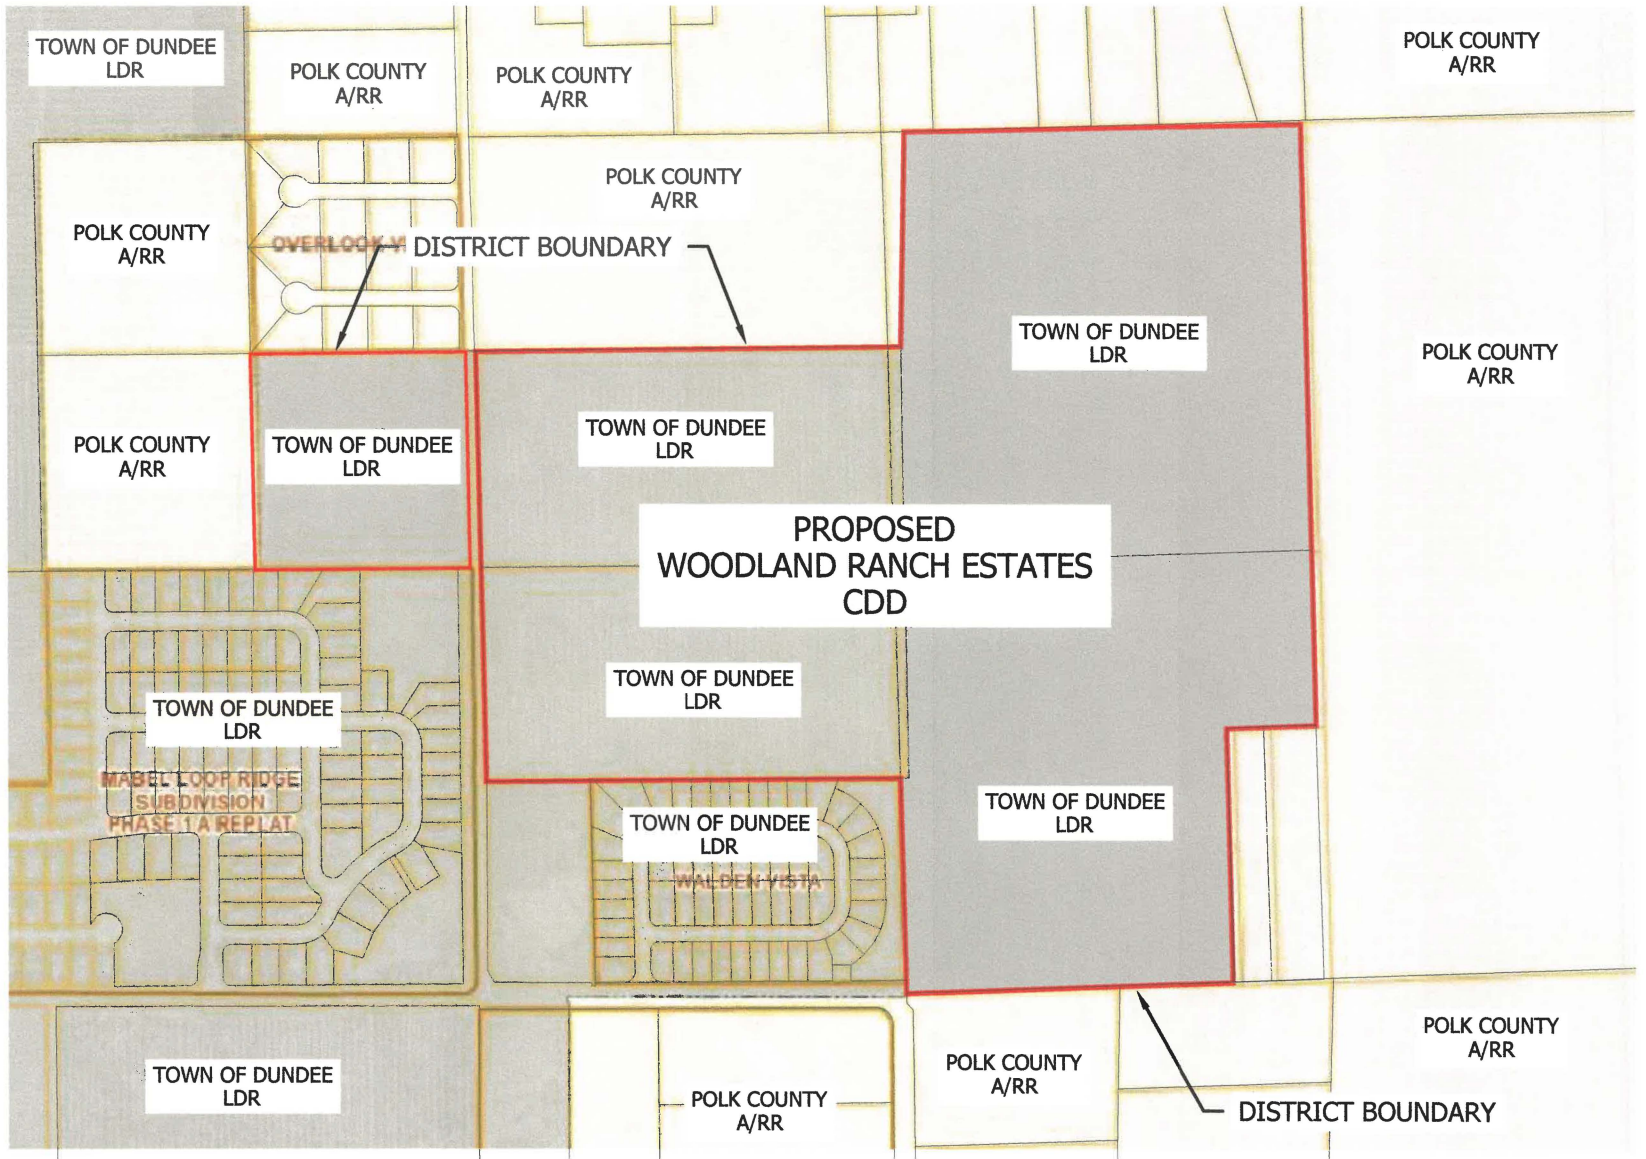 TOWN OF DUNDEE
LDR
POLK COUNTY
A/RR
POLK COUNTY
A/RR
POLK COUNTY
A/RR
POLK COUNTY
A/RR
POLK COUNTY
A/RR
OVERLOOK VI
DISTRICT BOUNDARY
TOWN OF DUNDEE
LDR
POLK COUNTY
A/RR
POLK COUNTY
A/RR
TOWN OF DUNDEE
LDR
TOWN OF DUNDEE
LDR
PROPOSED
WOODLAND RANCH ESTATES
CDD
TOWN OF DUNDEE
LDR
TOWN OF DUNDEE
LDR
MABEL LOOP RIDGE
SUBDIVISION
PHASE 1 A REPLAT
TOWN OF DUNDEE
LDR
WALDEN VISTA
TOWN OF DUNDEE
LDR
TOWN OF DUNDEE
LDR
POLK COUNTY
A/RR
POLK COUNTY
A/RR
POLK COUNTY
A/RR
DISTRICT BOUNDARY